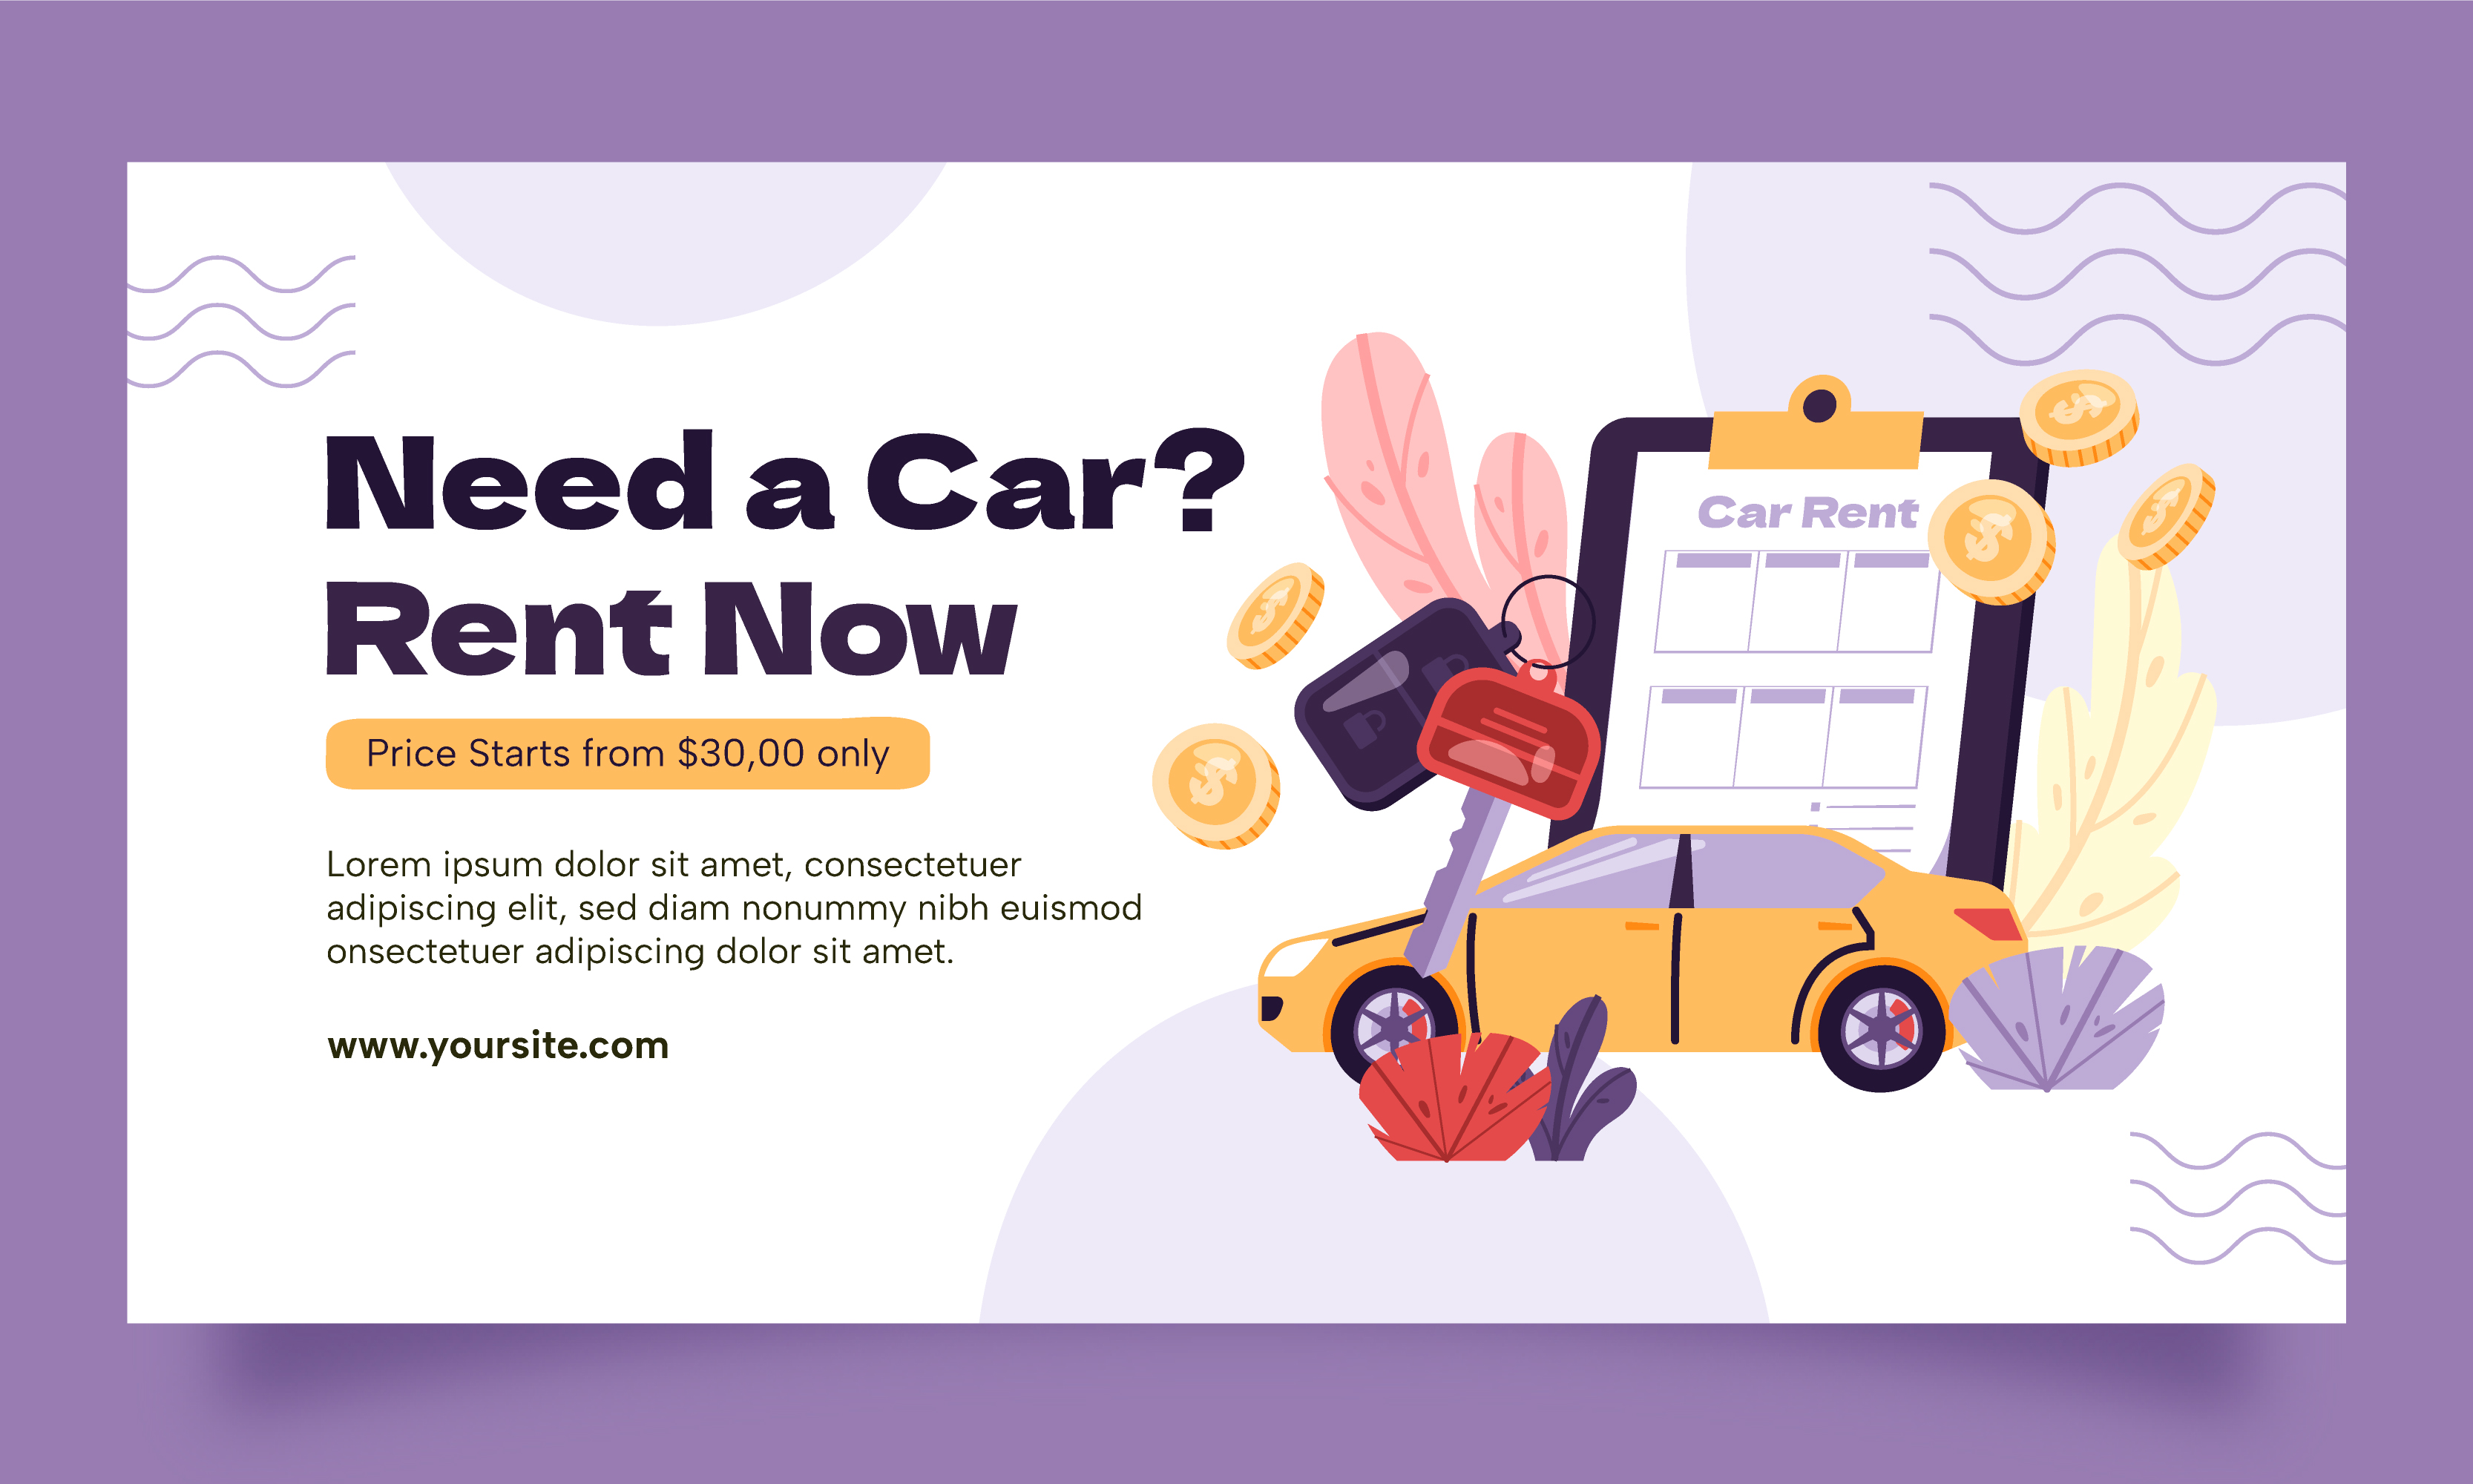 Need a Car?
Rent Now
Price Starts from $30,00 only
Lorem ipsum dolor sit amet, consectetuer
adipiscing elit, sed diam nonummy nibh euismod
onsectetuer adipiscing dolor sit amet.
www.yoursite.com
Car Rent